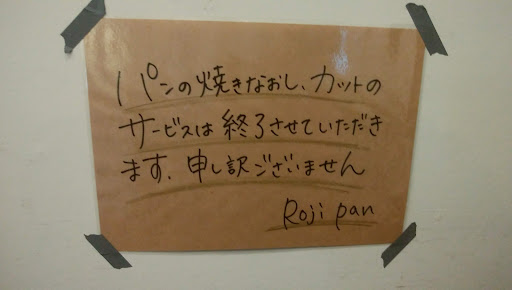 パンの焼きなおし、カットの
サービスは終了させていただき
ます。申し訳ございません
Roji pan